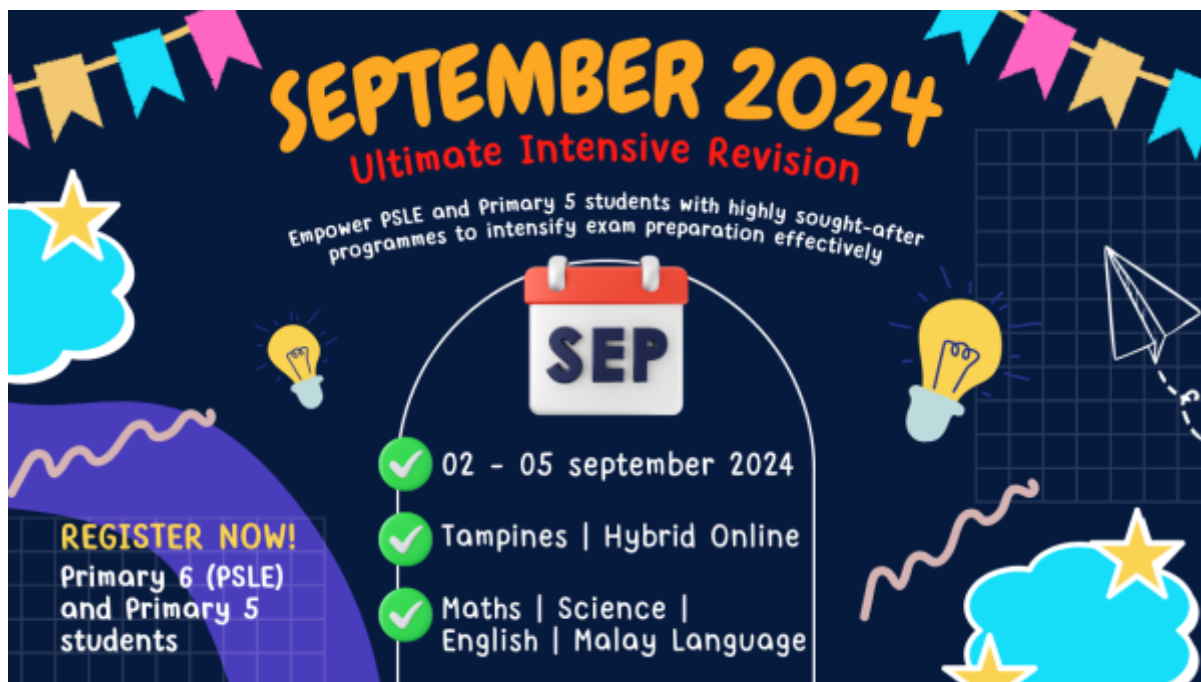 SEPTEMBER 2024
Ultimate Intensive Revision
Empower PSLE and Primary 5 students with highly sought-after
programmes to intensify exam preparation effectively
SEP
02 - 05 september 2024
Tampines | Hybrid Online
Maths | Science |
English | Malay Language
REGISTER NOW!
Primary 6 (PSLE)
and Primary 5
students